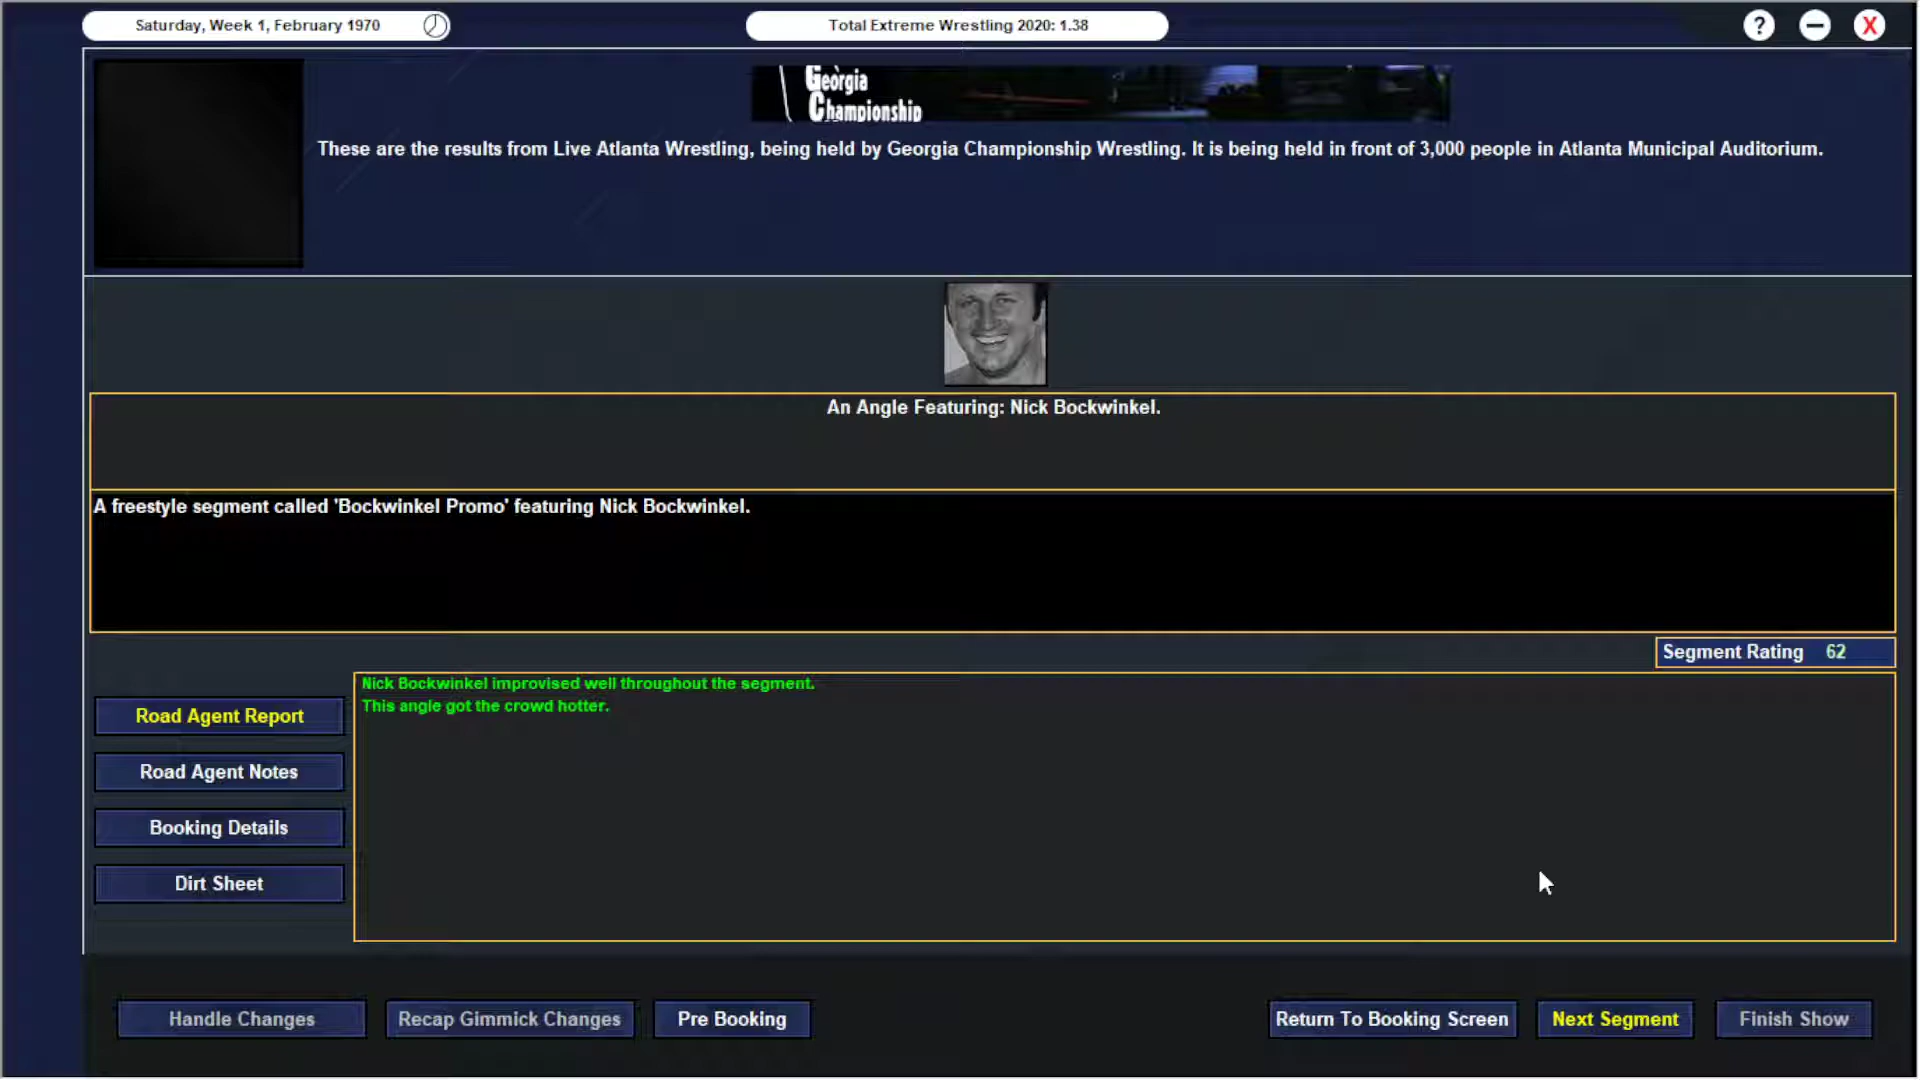 Saturday, Week 1, February 1970
Total Extreme Wrestling 2020: 1.38
? X
Georgia
Championship
These are the results from Live Atlanta Wrestling, being held by Georgia Championship Wrestling. It is being held in front of 3,000 people in Atlanta Municipal Auditorium.
An Angle Featuring: Nick Bockwinkel.
A freestyle segment called 'Bockwinkel Promo' featuring Nick Bockwinkel.
Segment Rating 62
Nick Bockwinkel improvised well throughout the segment.
This angle got the crowd hotter.
Road Agent Report
Road Agent Notes
Booking Details
Dirt Sheet
Handle Changes Recap Gimmick Changes Pre Booking Return To Booking Screen Next Segment Finish Show